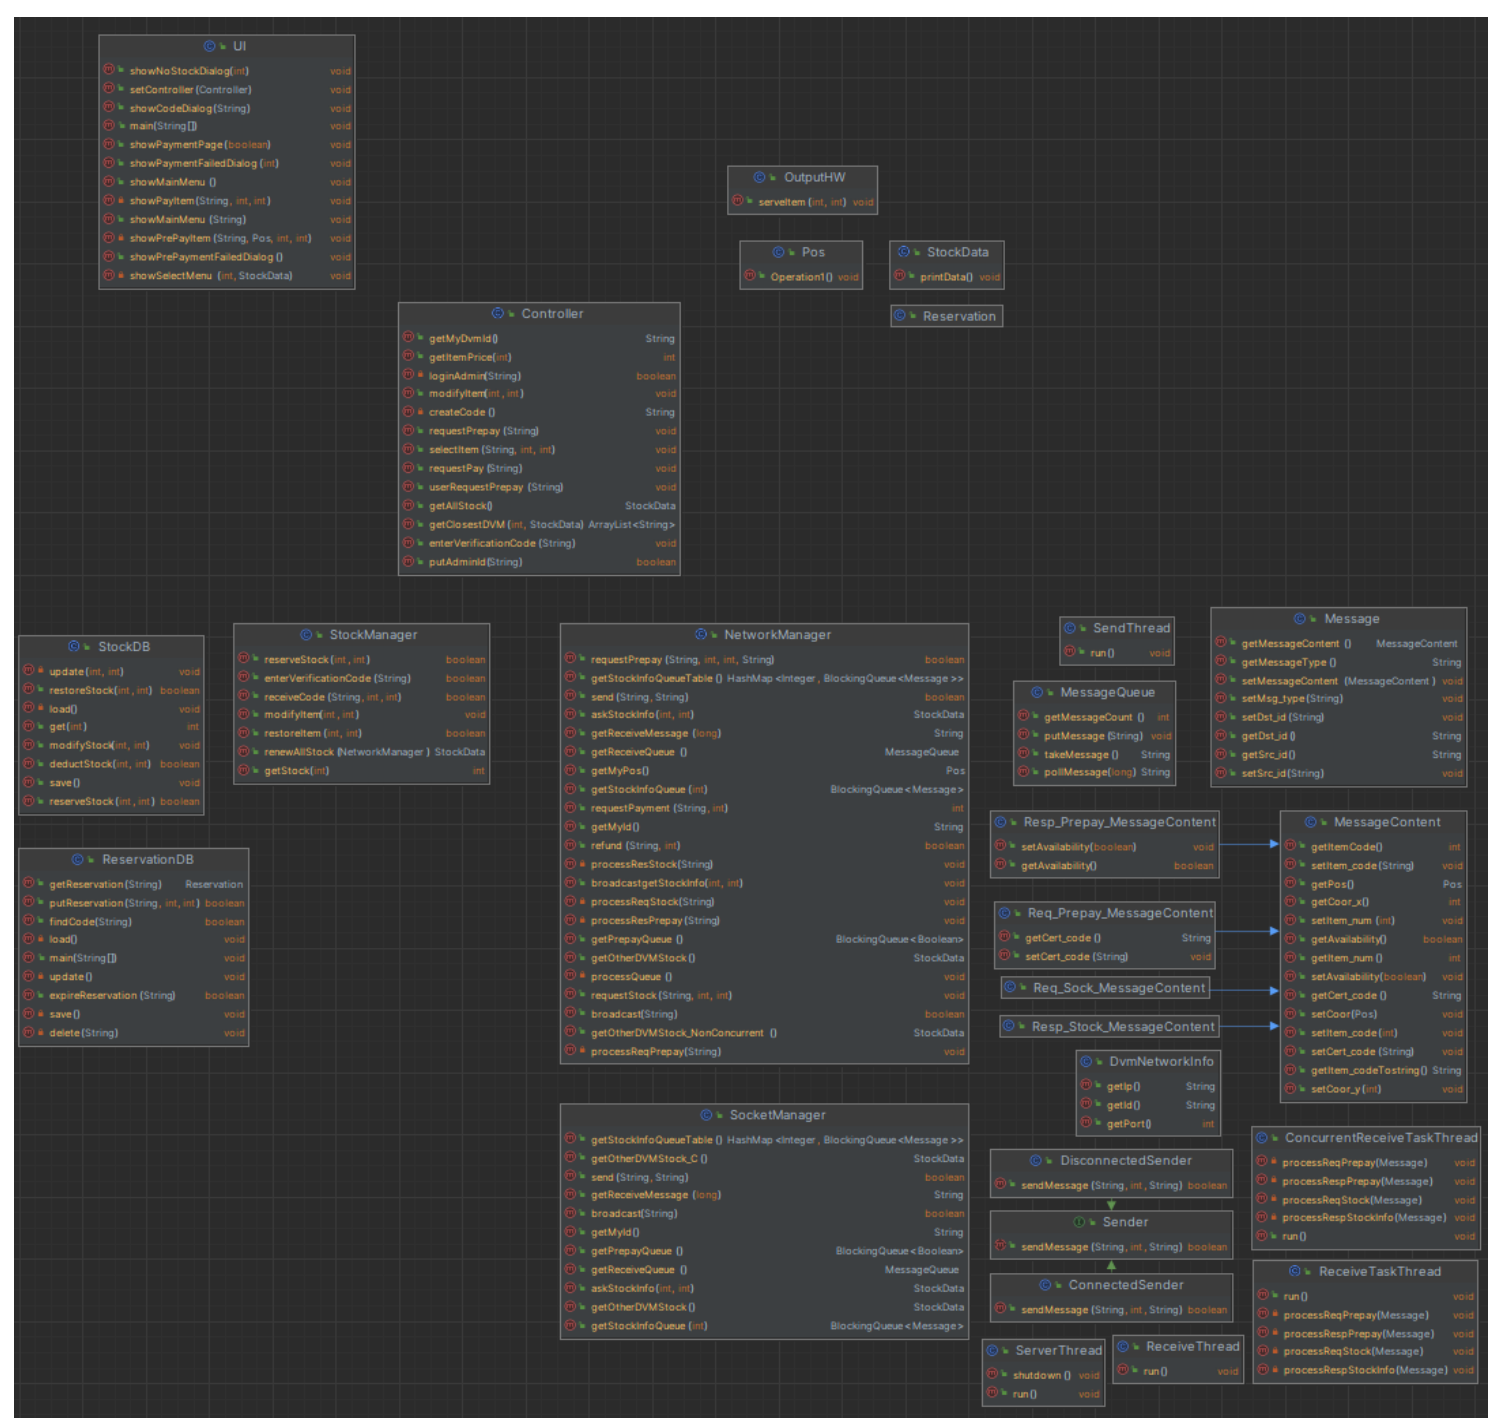 UI
showNoStockDialog(int) void
setController(Controller) void
showCodeDialog(String) void
main(String[]) void
showPaymentPage(boolean) void
showPaymentFailedDialog (int) void
showMainMenu () void
showPayItem(String, int, int) void
showMainMenu (String) void
showPrePayItem (String, Pos, int, int) void
showPrePaymentFailedDialog () void
showSelectMenu (int, StockData) void
OutputHW
serveItem (int, int) void
Pos
Operation1() void
StockData
printData() void
Reservation
Controller
getMyDvmId() String
getItemPrice(int) int
loginAdmin(String) boolean
modifyItem(int, int) void
createCode () String
requestPrepay (String) void
selectItem (String, int, int) void
requestPay (String) void
userRequestPrepay (String) void
getAllStock() StockData
getClosestDVM (int, StockData) ArrayList<String>
enterVerificationCode (String) void
putAdminId(String) boolean
StockDB
update(int, int) void
restoreStock(int, int) boolean
load() void
get(int) int
modifyStock(int, int) void
deductStock(int, int) boolean
save() void
reserveStock (int, int) boolean
StockManager
reserveStock (int, int) boolean
enterVerificationCode (String) boolean
receiveCode (String, int, int) boolean
modifyItem(int, int) void
restoreItem (int, int) boolean
renewAllStock (NetworkManager ) StockData
getStock(int) int
ReservationDB
getReservation (String) Reservation
putReservation(String, int, int) boolean
findCode(String) boolean
load() void
main(String[]) void
update () void
expireReservation (String) boolean
save() void
delete (String) void
NetworkManager
requestPrepay (String, int, int, String) boolean
getStockInfoQueueTable () HashMap <Integer , BlockingQueue<Message >>
send (String, String) boolean
askStockInfo(int, int) StockData
getReceiveMessage (long) String
getReceiveQueue () MessageQueue
getMyPos() Pos
getStockInfoQueue (int) BlockingQueue < Message >
requestPayment (String, int) int
getMyId() String
refund (String, int) boolean
processResStock(String) void
broadcastgetStockInfo(int, int) void
processReqStock(String) void
processResPrepay(String) void
getPrepayQueue () BlockingQueue <Boolean>
getOtherDVMStock () StockData
processQueue () void
requestStock (String, int, int) void
broadcast(String) boolean
getOtherDVMStock_NonConcurrent () StockData
processReqPrepay(String) void
SocketManager
getStockInfoQueueTable () HashMap <Integer , BlockingQueue<Message >>
getOtherDVMStock_C () StockData
send (String, String) boolean
getReceiveMessage (long) String
broadcast(String) boolean
getMyId() String
getPrepayQueue () BlockingQueue <Boolean>
getReceiveQueue () MessageQueue
askStockInfo (int, int) StockData
getOtherDVMStock () StockData
getStockInfoQueue (int) BlockingQueue < Message >
SendThread
run() void
MessageQueue
getMessageCount () int
putMessage (String) void
takeMessage () String
pollMessage(long) String
Message
getMessageContent () MessageContent
getMessageType () String
setMessageContent (MessageContent ) void
setMsg_type(String) void
setDst_id (String) void
getDst_id () String
getSrc_id() String
setSrc_id(String) void
Resp_Prepay_MessageContent
setAvailability(boolean) void
getAvailability() boolean
Req_Prepay_MessageContent
getCert_code () String
setCert_code (String) void
Req_Sock_MessageContent
Resp_Stock_MessageContent
MessageContent
getItemCode() int
setItem_code (String) void
getPos() Pos
getCoor_x() int
setItem_num (int) void
getAvailability() boolean
getItem_num () int
setAvailability(boolean) void
getCert_code () String
setCoor(Pos) void
setItem_code(int) void
setCert_code (String) void
getItem_codeTostring() String
setCoor_y(int) void
DvmNetworkInfo
getIp() String
getId() String
getPort() int
DisconnectedSender
sendMessage (String, int, String) boolean
Sender
sendMessage (String, int, String) boolean
ConnectedSender
sendMessage (String, int, String) boolean
ServerThread
shutdown () void
run() void
ReceiveThread
run() void
ConcurrentReceiveTaskThread
processReqPrepay(Message) void
processRespPrepay(Message) void
processReqStock(Message) void
processRespStockInfo(Message) void
run() void
ReceiveTaskThread
run() void
processReqPrepay(Message) void
processRespPrepay(Message) void
processReqStock(Message) void
processRespStockInfo(Message) void